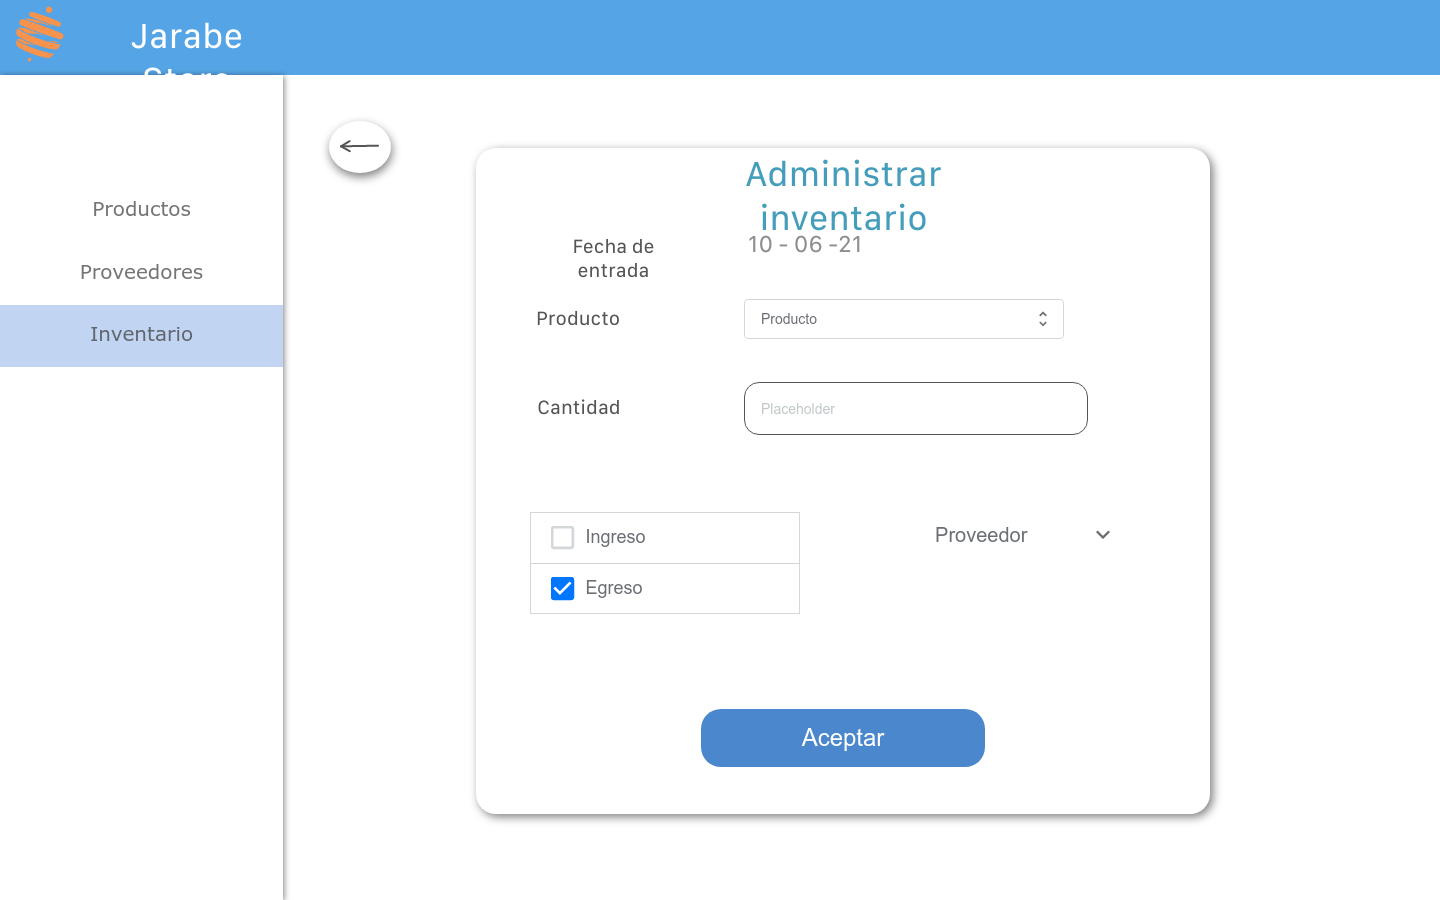 Jarabe
Store
Productos
Proveedores
Inventario
Administrar
inventario
Fecha de
entrada
10 - 06 -21
Producto
Producto
Cantidad
Placeholder
Ingreso
Egreso
Proveedor
Aceptar